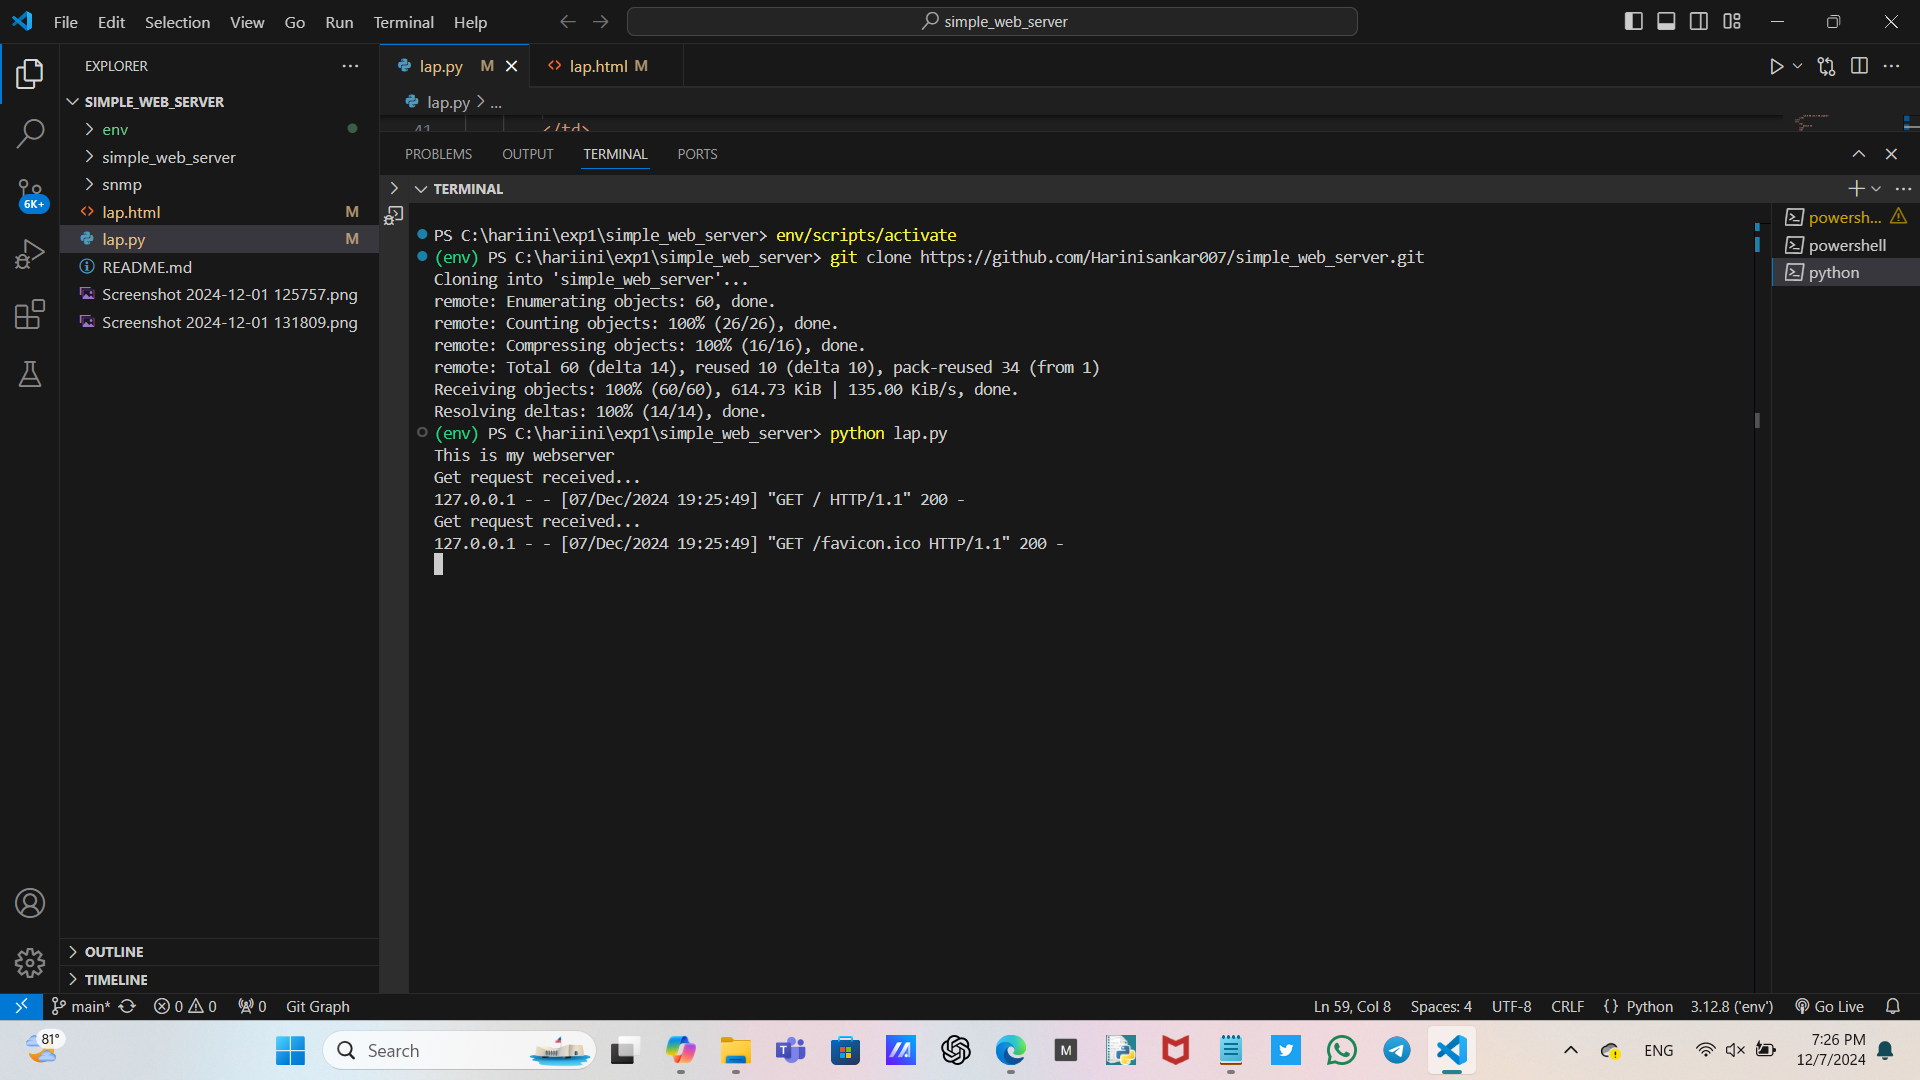 File Edit Selection View Go Run Terminal Help
simple_web_server
EXPLORER
SIMPLE_WEB_SERVER
env
simple_web_server
snmp
lap.html M
lap.py M
README.md
Screenshot 2024-12-01 125757.png
Screenshot 2024-12-01 131809.png
6K+
OUTLINE
TIMELINE
lap.py M
lap.html M
lap.py > ...
41 </td>
PROBLEMS OUTPUT TERMINAL PORTS
TERMINAL
PS C:\hariini\exp1\simple_web_server> env/scripts/activate
(env) PS C:\hariini\exp1\simple_web_server> git clone https://github.com/Harinisankar007/simple_web_server.git
Cloning into 'simple_web_server'...
remote: Enumerating objects: 60, done.
remote: Counting objects: 100% (26/26), done.
remote: Compressing objects: 100% (16/16), done.
remote: Total 60 (delta 14), reused 10 (delta 10), pack-reused 34 (from 1)
Receiving objects: 100% (60/60), 614.73 KiB | 135.00 KiB/s, done.
Resolving deltas: 100% (14/14), done.
(env) PS C:\hariini\exp1\simple_web_server> python lap.py
This is my webserver
Get request received...
127.0.0.1 - - [07/Dec/2024 19:25:49] "GET / HTTP/1.1" 200 -
Get request received...
127.0.0.1 - - [07/Dec/2024 19:25:49] "GET /favicon.ico HTTP/1.1" 200 -
powersh...
powershell
python
main* 0 0 0 Git Graph
Ln 59, Col 8 Spaces: 4 UTF-8 CRLF {} Python 3.12.8 ('env') Go Live
81°
Search
M
ENG
7:26 PM
12/7/2024